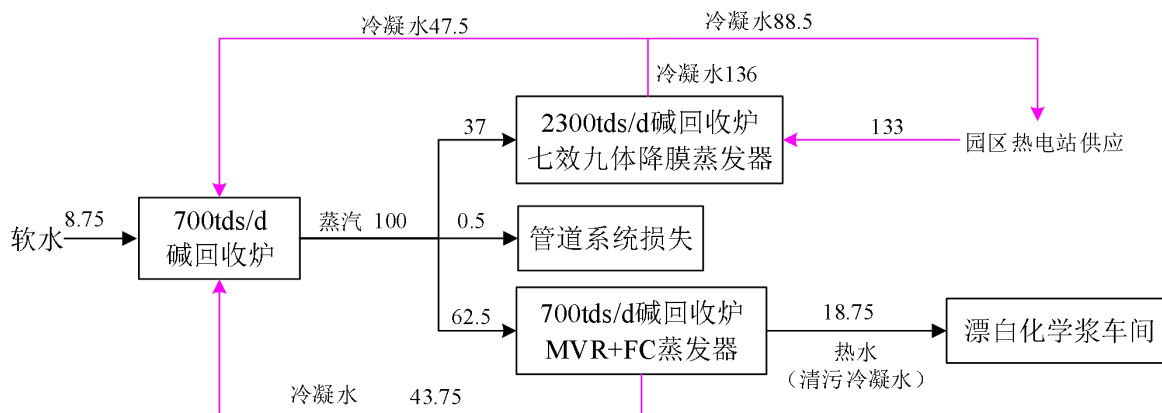 冷凝水47.5
冷凝水88.5
冷凝水136
37
2300tds/d碱回收炉
七效九体降膜蒸发器
133
园区热电站供应
软水
8.75
700tds/d
碱回收炉
蒸汽 100
0.5
管道系统损失
62.5
700tds/d碱回收炉
MVR+FC蒸发器
18.75
热水
（清污冷凝水）
漂白化学浆车间
冷凝水 43.75